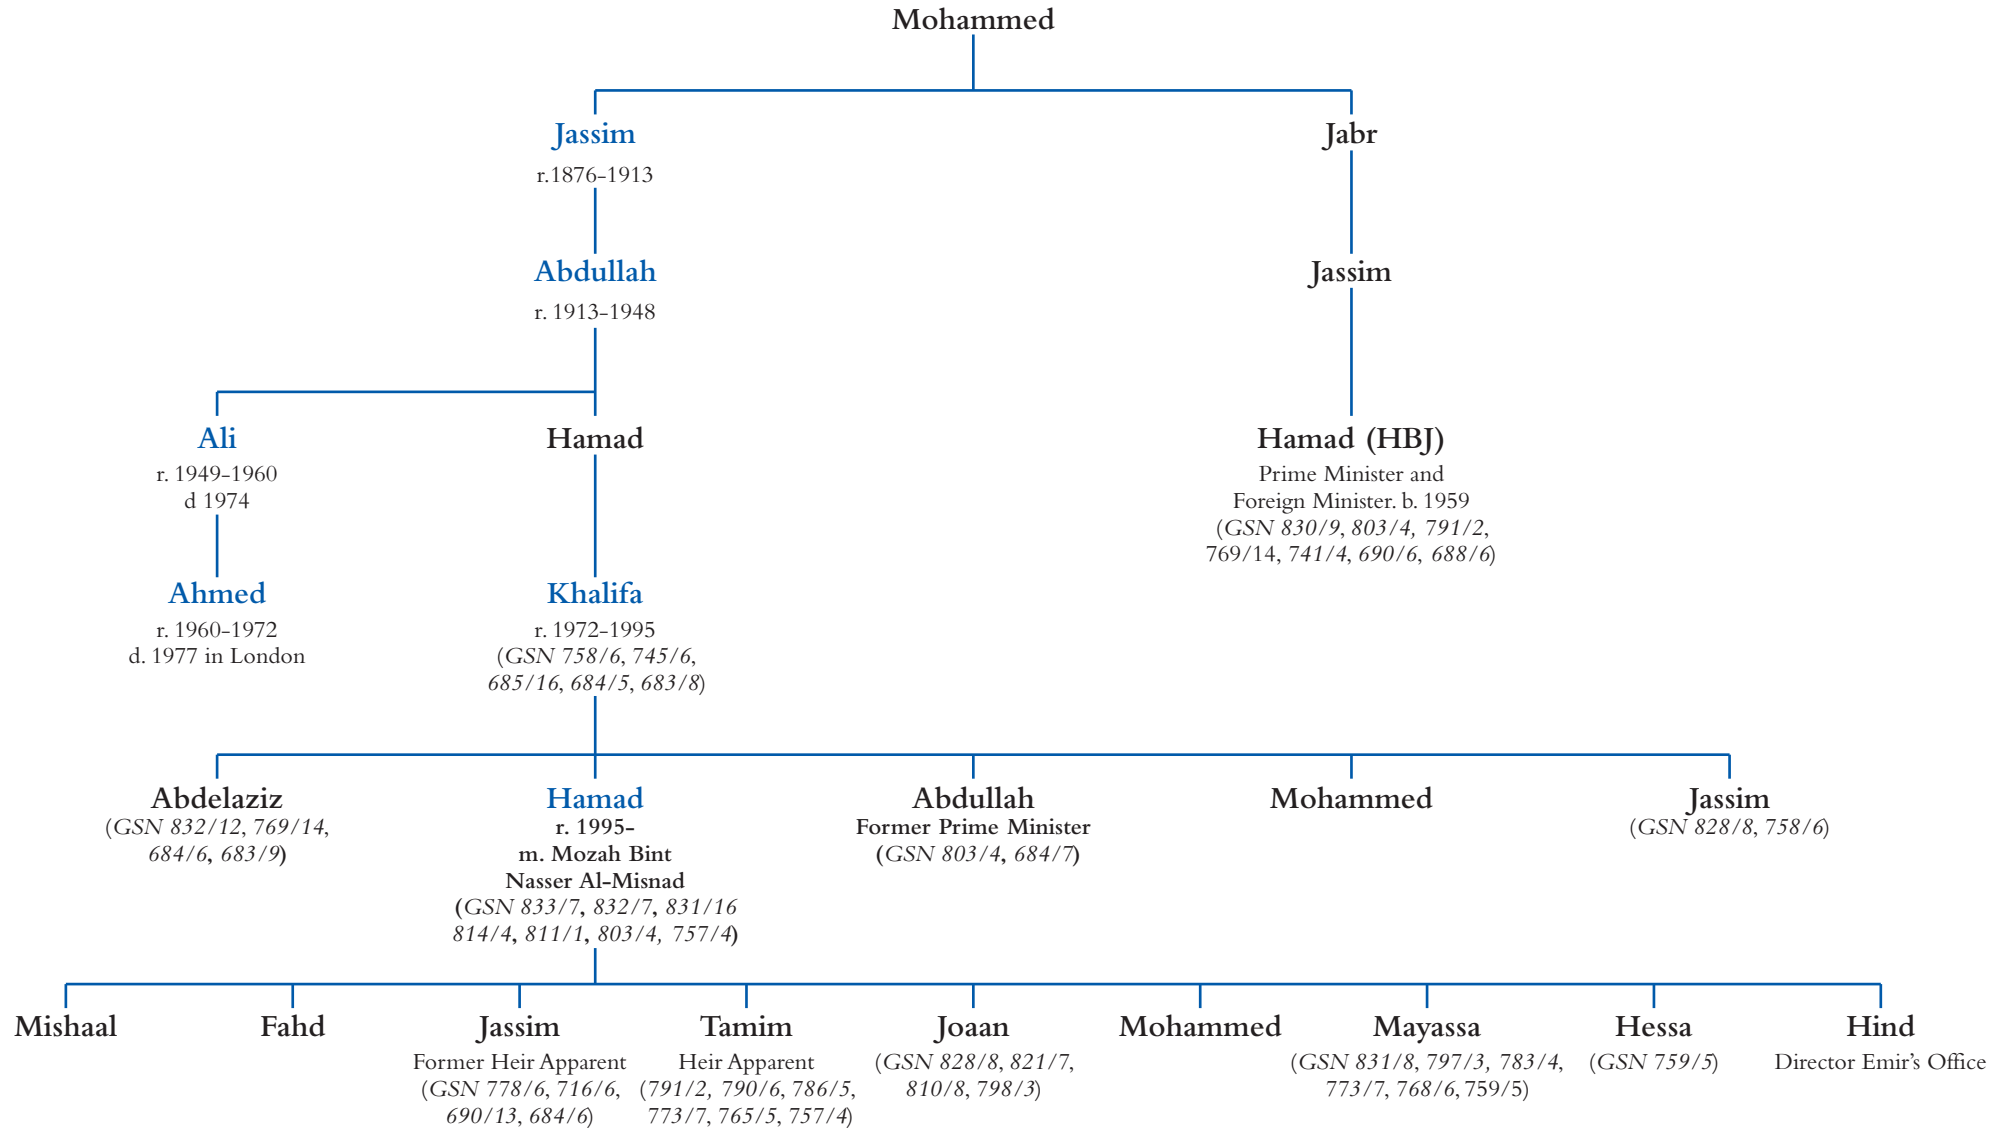 Mohammed
Jassim
r.1876-1913
Jabr
Abdullah
r. 1913-1948
Jassim
Ali
r. 1949-1960
d 1974
Hamad
Hamad (HBJ)
Prime Minister and
Foreign Minister. b. 1959
(GSN 830/9, 803/4, 791/2,
769/14, 741/4, 690/6, 688/6)
Ahmed
r. 1960-1972
d. 1977 in London
Khalifa
r. 1972-1995
(GSN 758/6, 745/6,
685/16, 684/5, 683/8)
Abdelaziz
(GSN 832/12, 769/14,
684/6, 683/9)
Hamad
r. 1995-
m. Mozah Bint
Nasser Al-Misnad
(GSN 833/7, 832/7, 831/16
814/4, 811/1, 803/4, 757/4)
Abdullah
Former Prime Minister
(GSN 803/4, 684/7)
Mohammed
Jassim
(GSN 828/8, 758/6)
Mishaal
Fahd
Jassim
Former Heir Apparent
(GSN 778/6, 716/6,
690/13, 684/6)
Tamim
Heir Apparent
(791/2, 790/6, 786/5,
773/7, 765/5, 757/4)
Joaan
(GSN 828/8, 821/7,
810/8, 798/3)
Mohammed
Mayassa
(GSN 831/8, 797/3, 783/4,
773/7, 768/6, 759/5)
Hessa
(GSN 759/5)
Hind
Director Emir's Office